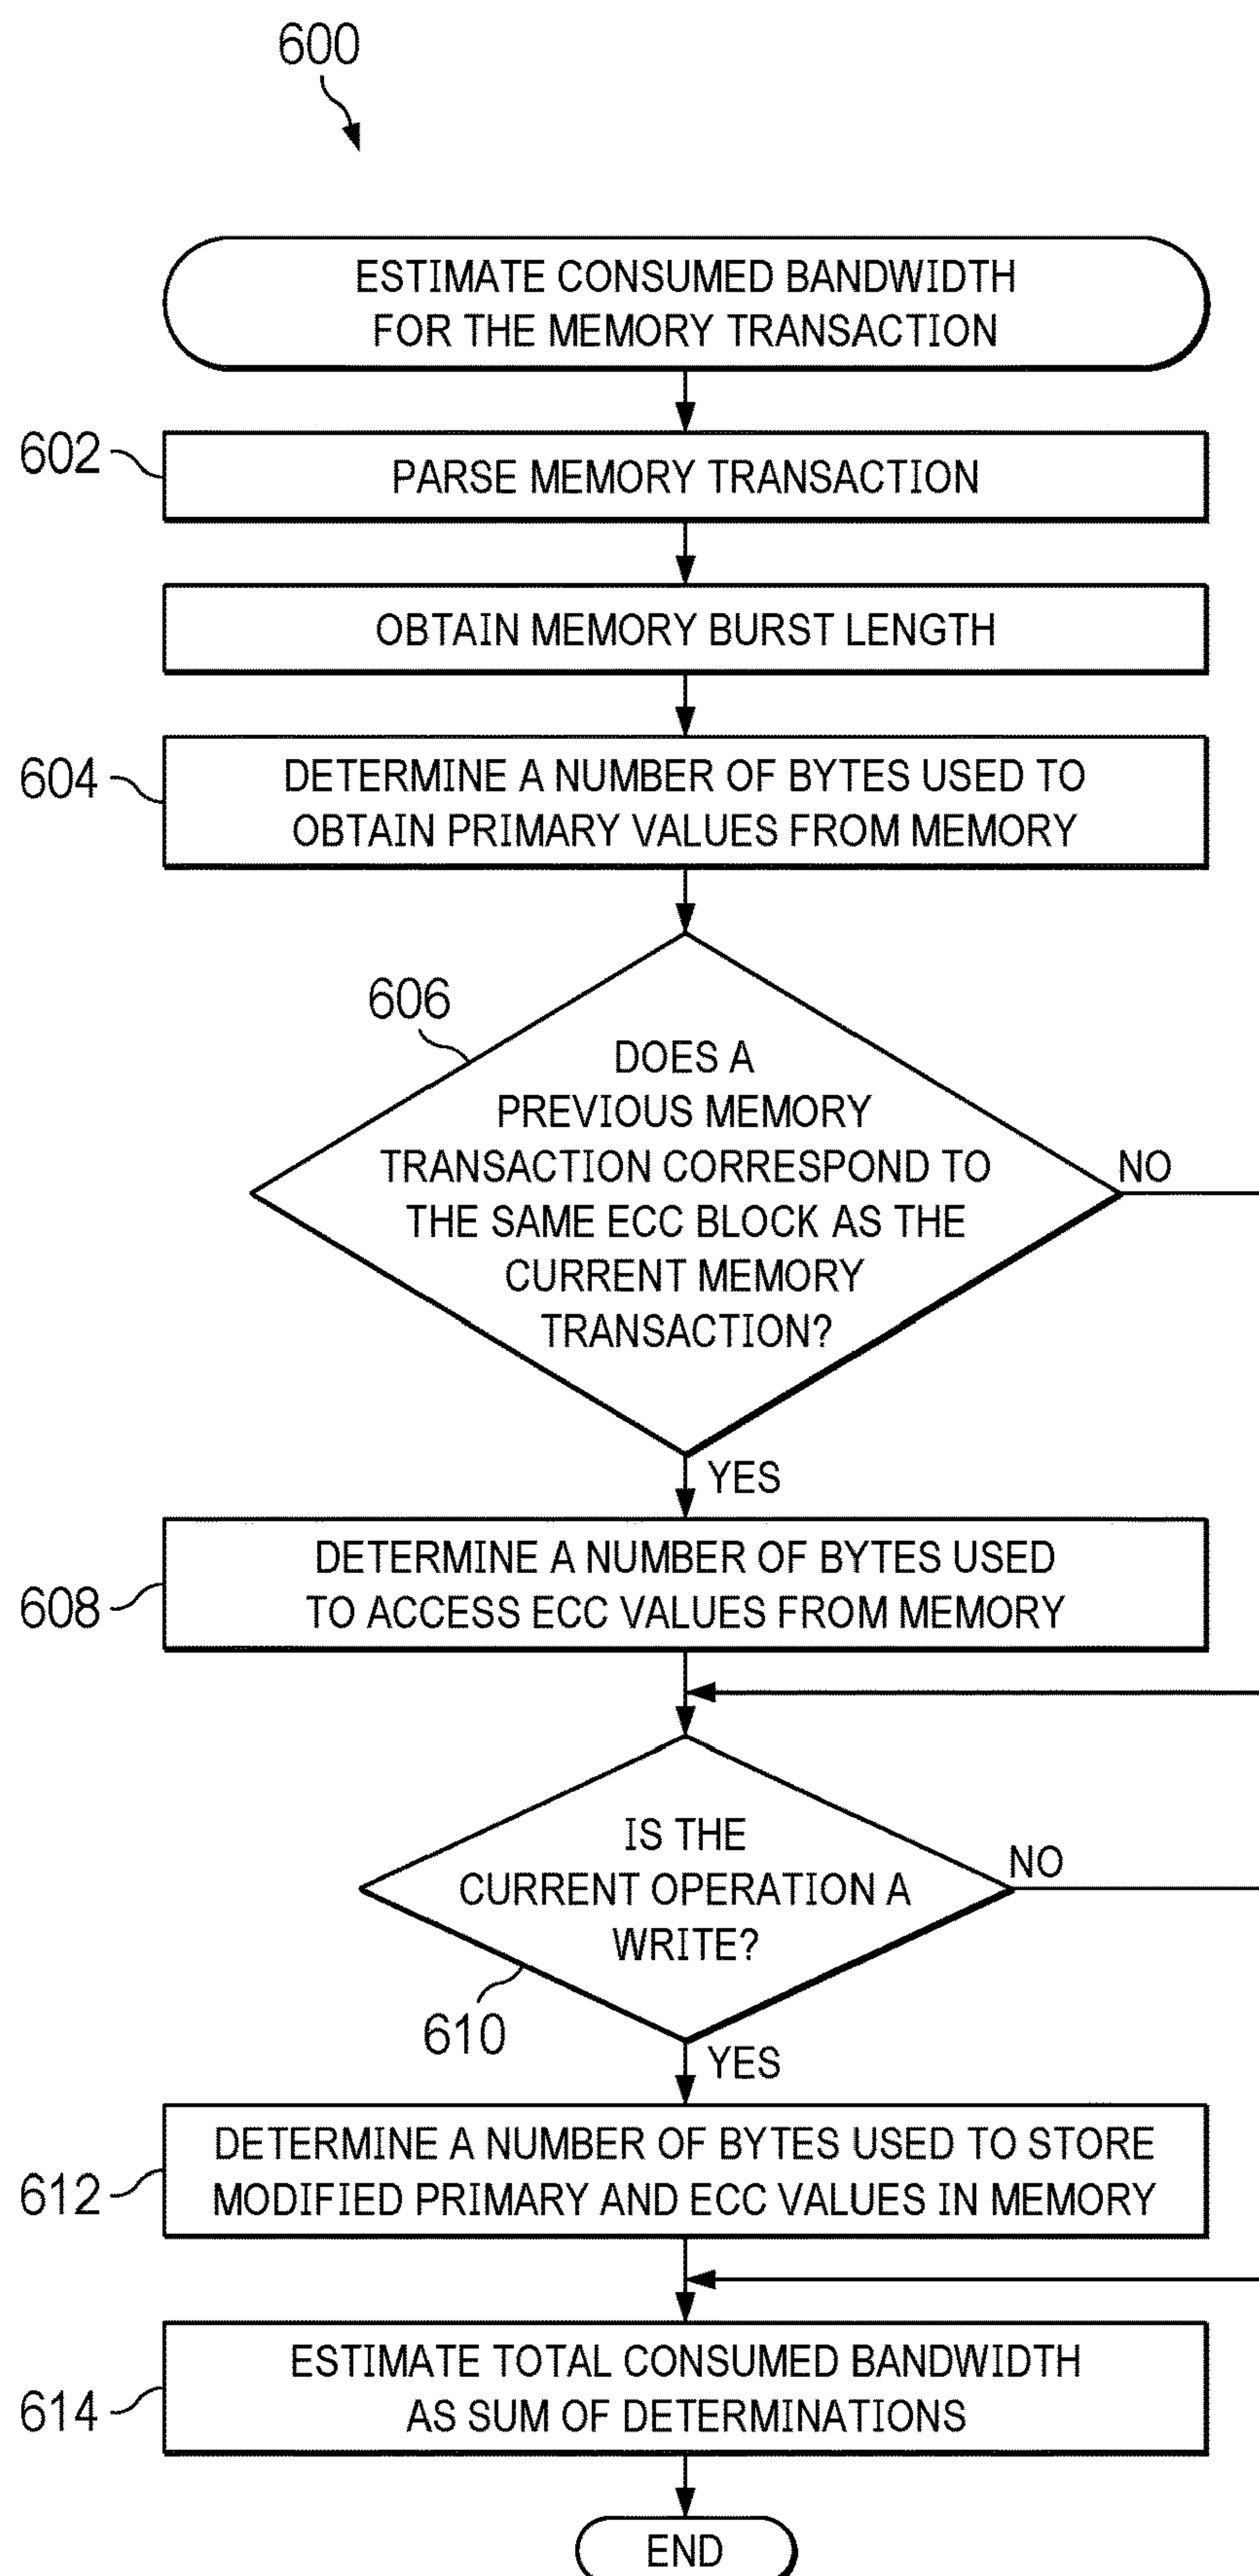 600
ESTIMATE CONSUMED BANDWIDTH
FOR THE MEMORY TRANSACTION
602
PARSE MEMORY TRANSACTION
OBTAIN MEMORY BURST LENGTH
604
DETERMINE A NUMBER OF BYTES USED TO
OBTAIN PRIMARY VALUES FROM MEMORY
606
DOES A
PREVIOUS MEMORY
TRANSACTION CORRESPOND TO
THE SAME ECC BLOCK AS THE
CURRENT MEMORY
TRANSACTION?
NO
YES
608
DETERMINE A NUMBER OF BYTES USED
TO ACCESS ECC VALUES FROM MEMORY
IS THE
CURRENT OPERATION A
WRITE?
NO
610
YES
612
DETERMINE A NUMBER OF BYTES USED TO STORE
MODIFIED PRIMARY AND ECC VALUES IN MEMORY
614
ESTIMATE TOTAL CONSUMED BANDWIDTH
AS SUM OF DETERMINATIONS
END